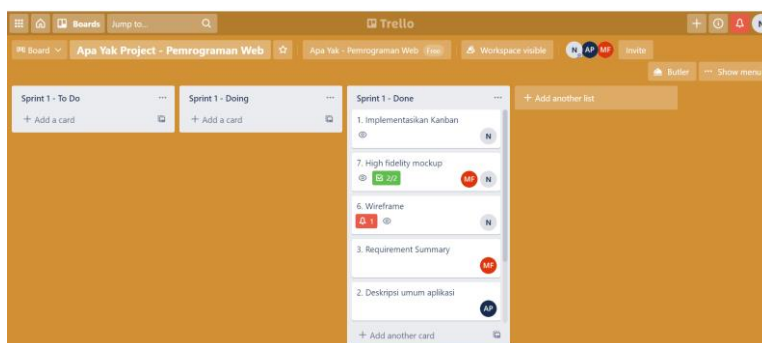 Boards
Jump to...
Trello
N
Board
Apa Yak Project - Pemrograman Web
Apa Yak - Pemrograman Web
Free
Workspace visible
N
AP
MF
Invite
Butler
Show menu
Sprint 1 - To Do
+ Add a card
Sprint 1 - Doing
+ Add a card
Sprint 1 - Done
1. Implementasikan Kanban
N
7. High fidelity mockup
2/2
MF
N
6. Wireframe
1
N
3. Requirement Summary
MF
2. Deskripsi umum aplikasi
AP
+ Add another card
+ Add another list